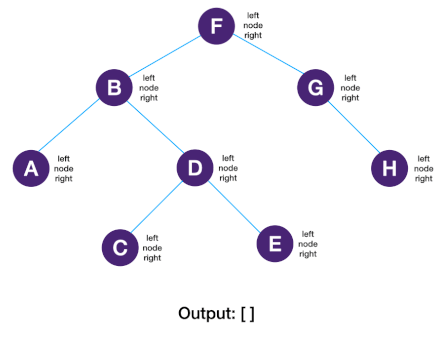 F
left
node
right
B
left
node
right
G
left
node
right
A
left
node
right
D
left
node
right
H
left
node
right
C
left
node
right
E
left
node
right
Output: [ ]